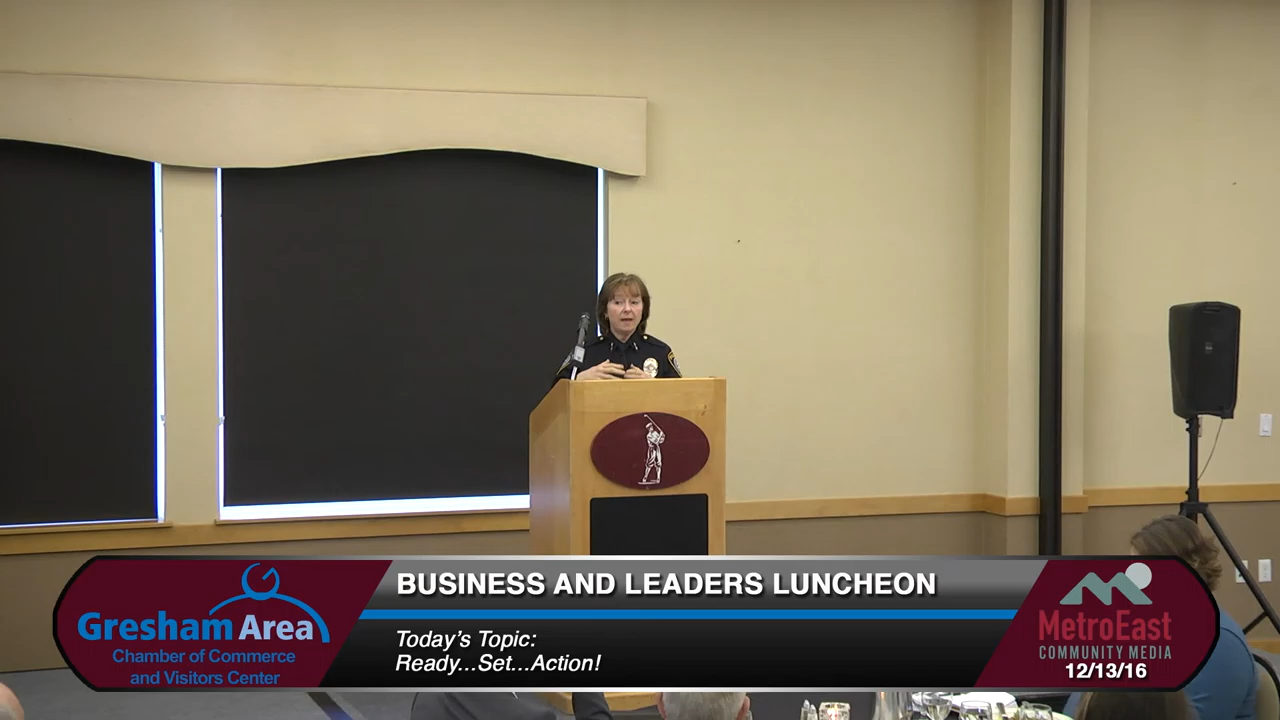 BUSINESS AND LEADERS LUNCHEON
Gresham Area
Chamber of Commerce
and Visitors Center
Today's Topic:
Ready...Set...Action!
MetroEast
COMMUNITY MEDIA
12/13/16